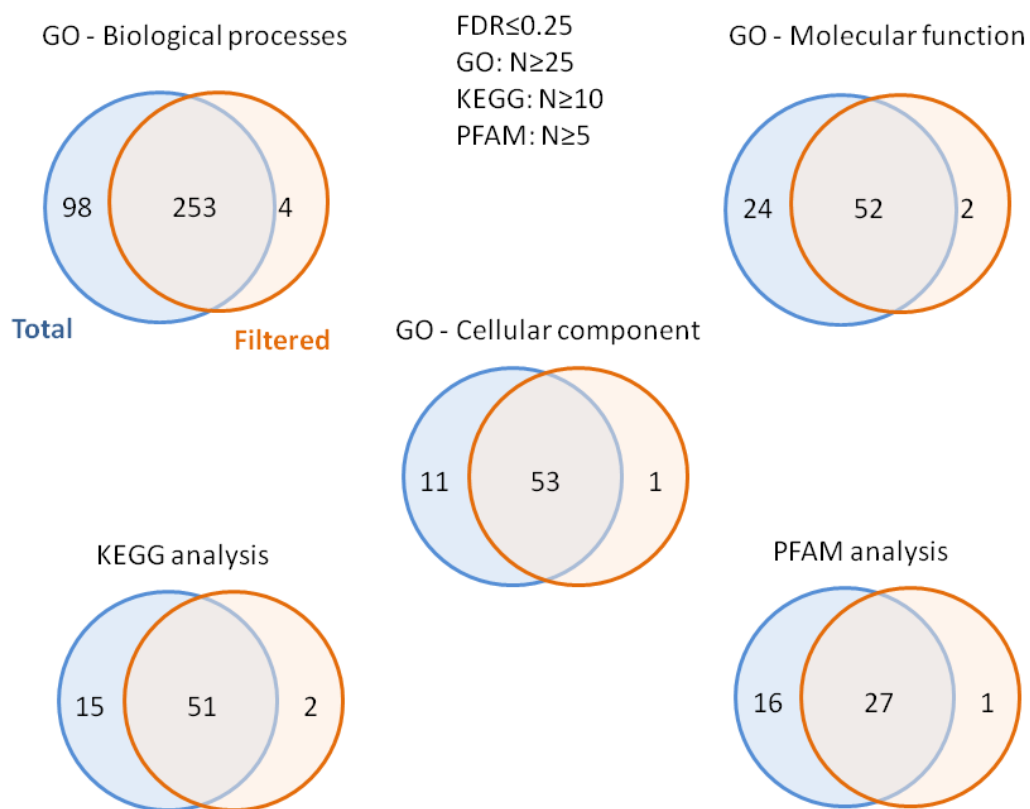 GO - Biological processes
FDR≤0.25
GO: N≥25
KEGG: N≥10
PFAM: N≥5
GO - Molecular function
98 253 4
24 52 2
Total
Filtered
GO - Cellular component
11 53 1
KEGG analysis
PFAM analysis
15 51 2
16 27 1